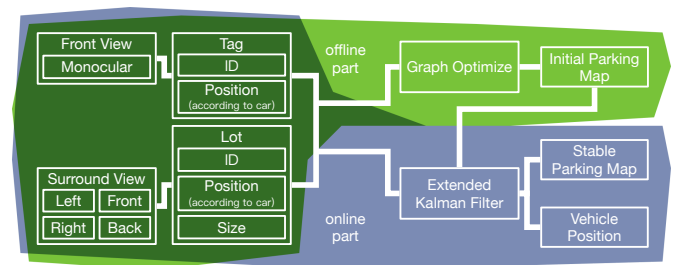 Front View
Monocular
Tag
ID
Position
(according to car)
offline
part
Graph Optimize
Initial Parking
Map
Lot
ID
Position
(according to car)
Size
Surround View
Left
Front
Right
Back
online
part
Extended
Kalman Filter
Stable
Parking Map
Vehicle
Position